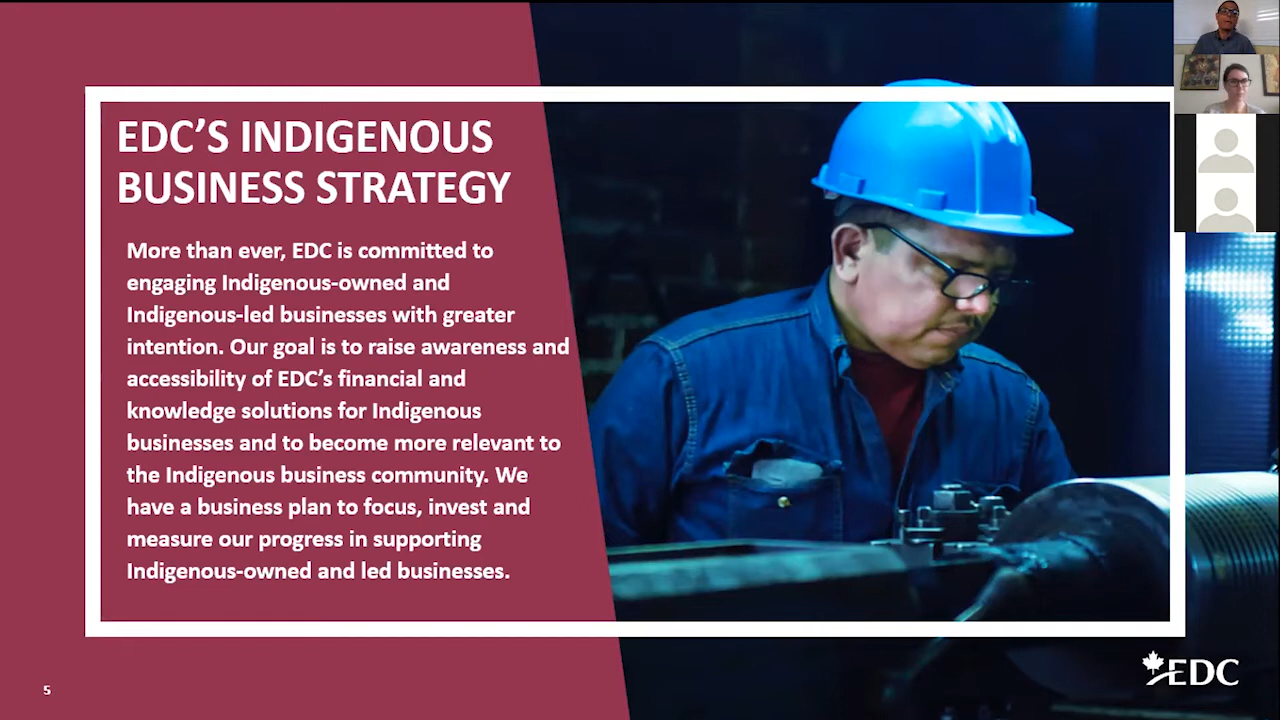 EDC'S INDIGENOUS
BUSINESS STRATEGY
More than ever, EDC is committed to
engaging Indigenous-owned and
Indigenous-led businesses with greater
intention. Our goal is to raise awareness and
accessibility of EDC's financial and
knowledge solutions for Indigenous
businesses and to become more relevant to
the Indigenous business community. We
have a business plan to focus, invest and
measure our progress in supporting
Indigenous-owned and led businesses.
5
EDC